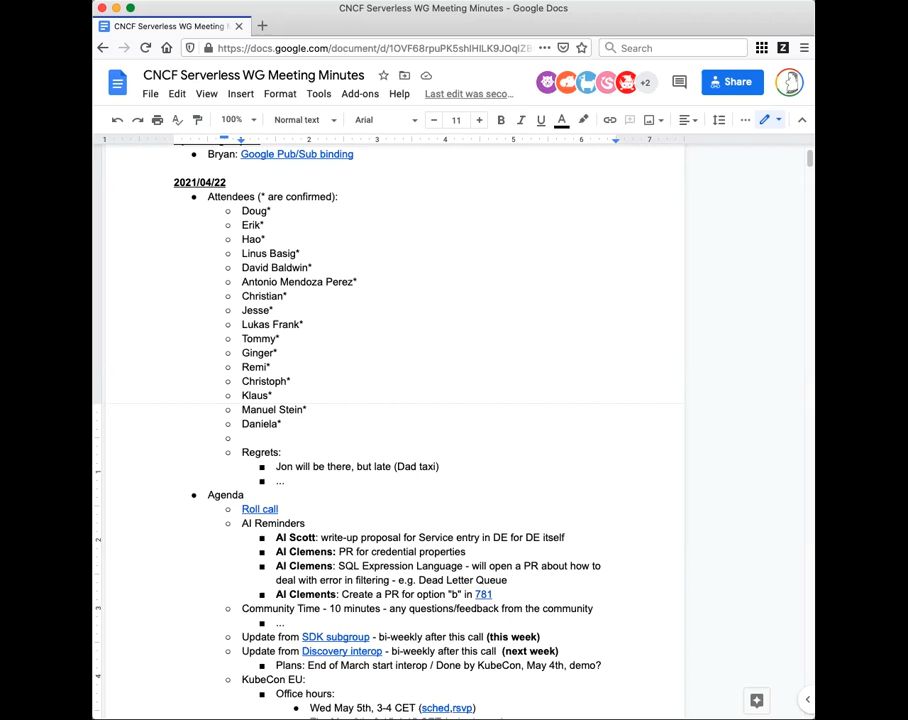 CNCF Serverless WG Meeting Minutes - Google Docs
CNCF Serverless WG Meeting
https://docs.google.com/document/d/1OVF68rpuPK5shIHILK9JOqlZB
Search
CNCF Serverless WG Meeting Minutes
+2
Share
File Edit View Insert Format Tools Add-ons Help Last edit was seco...
100% Normal text Arial 11 B I U A
1 1 2 3 4 5 6 7
● Bryan: Google Pub/Sub binding
2021/04/22
● Attendees (* are confirmed):
○ Doug*
○ Erik*
○ Hao*
○ Linus Basig*
○ David Baldwin*
○ Antonio Mendoza Perez*
○ Christian*
○ Jesse*
○ Lukas Frank*
○ Tommy*
○ Ginger*
○ Remi*
○ Christoph*
○ Klaus*
○ Manuel Stein*
○ Daniela*
○
○ Regrets:
■ Jon will be there, but late (Dad taxi)
■ ...
● Agenda
○ Roll call
○ AI Reminders
■ AI Scott: write-up proposal for Service entry in DE for DE itself
■ AI Clemens: PR for credential properties
■ AI Clemens: SQL Expression Language - will open a PR about how to
deal with error in filtering - e.g. Dead Letter Queue
■ AI Clements: Create a PR for option "b" in 781
○ Community Time - 10 minutes - any questions/feedback from the community
■ ...
○ Update from SDK subgroup - bi-weekly after this call (this week)
○ Update from Discovery interop - bi-weekly after this call (next week)
■ Plans: End of March start interop / Done by KubeCon, May 4th, demo?
○ KubeCon EU:
■ Office hours:
● Wed May 5th, 3-4 CET (sched,rsvp)